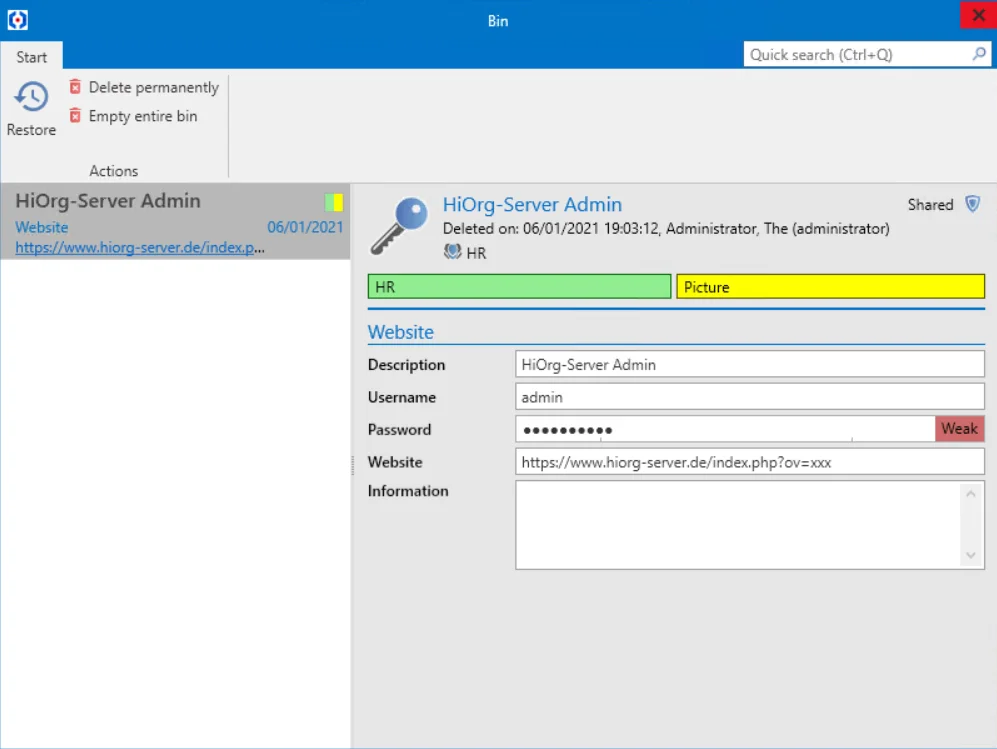 Bin
Start
Quick search (Ctrl+Q)
Restore
Delete permanently
Empty entire bin
Actions
HiOrg-Server Admin
Website 06/01/2021
https://www.hiorg-server.de/index.p...
HiOrg-Server Admin
Shared
Deleted on: 06/01/2021 19:03:12, Administrator, The (administrator)
HR
HR
Picture
Website
Description HiOrg-Server Admin
Username admin
Password ●●●●●●●●●● Weak
Website https://www.hiorg-server.de/index.php?ov=xxx
Information